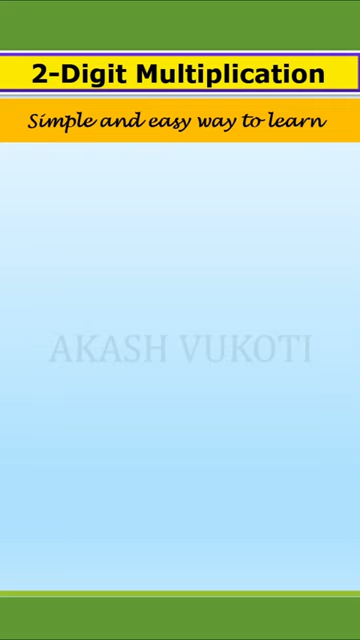 2-Digit Multiplication
Simple and easy way to learn
AKASH VUKOTI